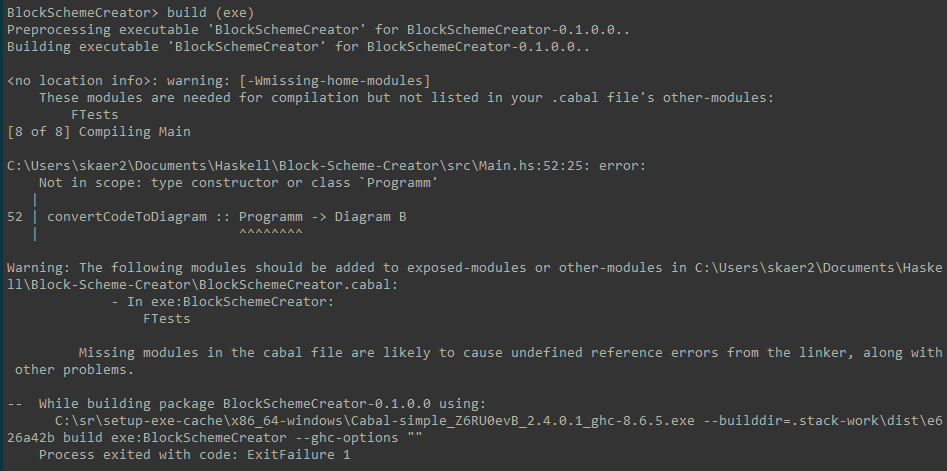 BlockSchemeCreator> build (exe)
Preprocessing executable 'BlockSchemeCreator' for BlockSchemeCreator-0.1.0.0..
Building executable 'BlockSchemeCreator' for BlockSchemeCreator-0.1.0.0..
<no location info>: warning: [-Wmissing-home-modules]
    These modules are needed for compilation but not listed in your .cabal file's other-modules:
        FTests
[8 of 8] Compiling Main
C:\Users\skaer2\Documents\Haskell\Block-Scheme-Creator\src\Main.hs:52:25: error:
    Not in scope: type constructor or class `Programm'
   |
52 | convertCodeToDiagram :: Programm -> Diagram B
   |                         ^^^^^^^^
Warning: The following modules should be added to exposed-modules or other-modules in C:\Users\skaer2\Documents\Haske
ll\Block-Scheme-Creator\BlockSchemeCreator.cabal:
             - In exe:BlockSchemeCreator:
                 FTests
         Missing modules in the cabal file are likely to cause undefined reference errors from the linker, along with
 other problems.
--  While building package BlockSchemeCreator-0.1.0.0 using:
      C:\sr\setup-exe-cache\x86_64-windows\Cabal-simple_Z6RU0evB_2.4.0.1_ghc-8.6.5.exe --builddir=.stack-work\dist\e6
26a42b build exe:BlockSchemeCreator --ghc-options ""
    Process exited with code: ExitFailure 1